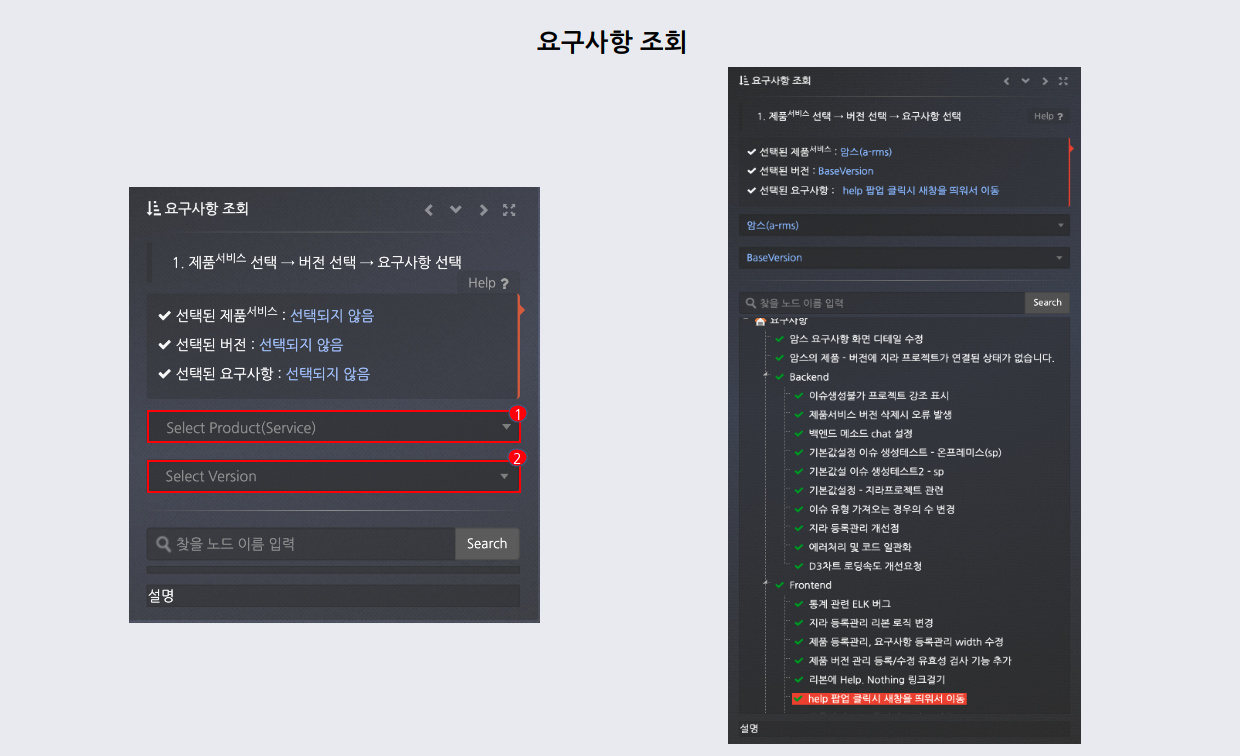 요구사항 조회
요구사항 조회
1. 제품서비스 선택 → 버전 선택 → 요구사항 선택
Help ?
선택된 제품서비스 : 선택되지 않음
선택된 버전 : 선택되지 않음
선택된 요구사항 : 선택되지 않음
1
Select Product(Service)
2
Select Version
찾을 노드 이름 입력
Search
설명
요구사항 조회
1. 제품서비스 선택 → 버전 선택 → 요구사항 선택
Help ?
선택된 제품서비스 : 암스(a-rms)
선택된 버전 : BaseVersion
선택된 요구사항 : help 팝업 클릭시 새창을 띄워서 이동
암스(a-rms)
BaseVersion
찾을 노드 이름 입력
Search
요구사항
암스 요구사항 화면 디테일 수정
암스의 제품 - 버전에 지라 프로젝트가 연결된 상태가 없습니다.
Backend
이슈생성불가 프로젝트 강조 표시
제품서비스 버전 삭제시 오류 발생
백엔드 메소드 chat 설정
기본값설정 이슈 생성테스트 - 온프레미스(sp)
기본값설 이슈 생성테스트2 - sp
기본값설정 - 지라프로젝트 관련
이슈 유형 가져오는 경우의 수 변경
지라 등록관리 개선점
에러처리 및 코드 일관화
D3차트 로딩속도 개선요청
Frontend
통계 관련 ELK 버그
지라 등록관리 리본 로직 변경
제품 등록관리, 요구사항 등록관리 width 수정
제품 버전 관리 등록/수정 유효성 검사 기능 추가
리본에 Help. Nothing 링크걸기
help 팝업 클릭시 새창을 띄워서 이동
설명